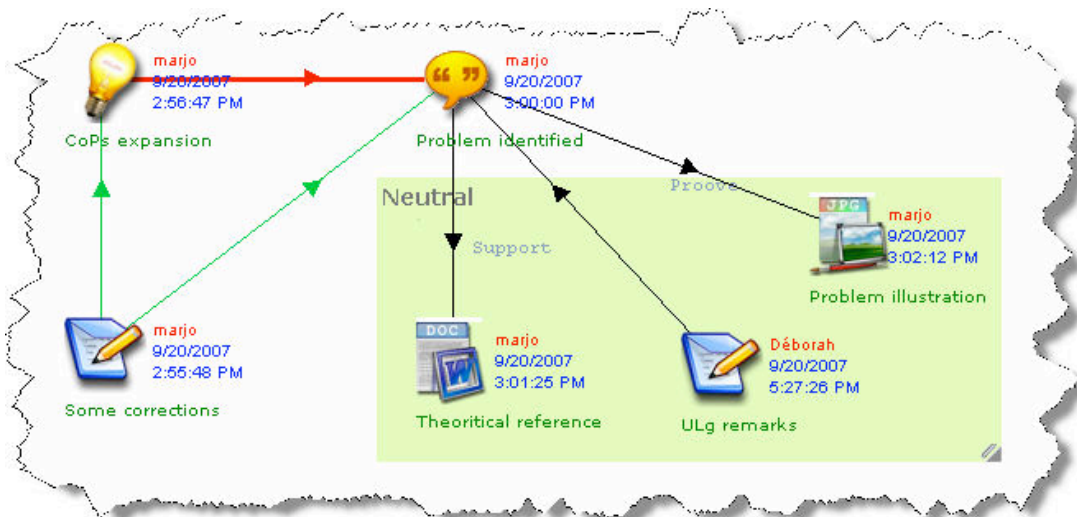 marjo
9/20/2007
2:56:47 PM
CoPs expansion
marjo
9/20/2007
3:00:00 PM
Problem identified
Neutral
Proove
Support
JPG
marjo
9/20/2007
3:02:12 PM
Problem illustration
marjo
9/20/2007
2:55:48 PM
Some corrections
DOC
W
marjo
9/20/2007
3:01:25 PM
Theoritical reference
Déborah
9/20/2007
5:27:26 PM
ULg remarks